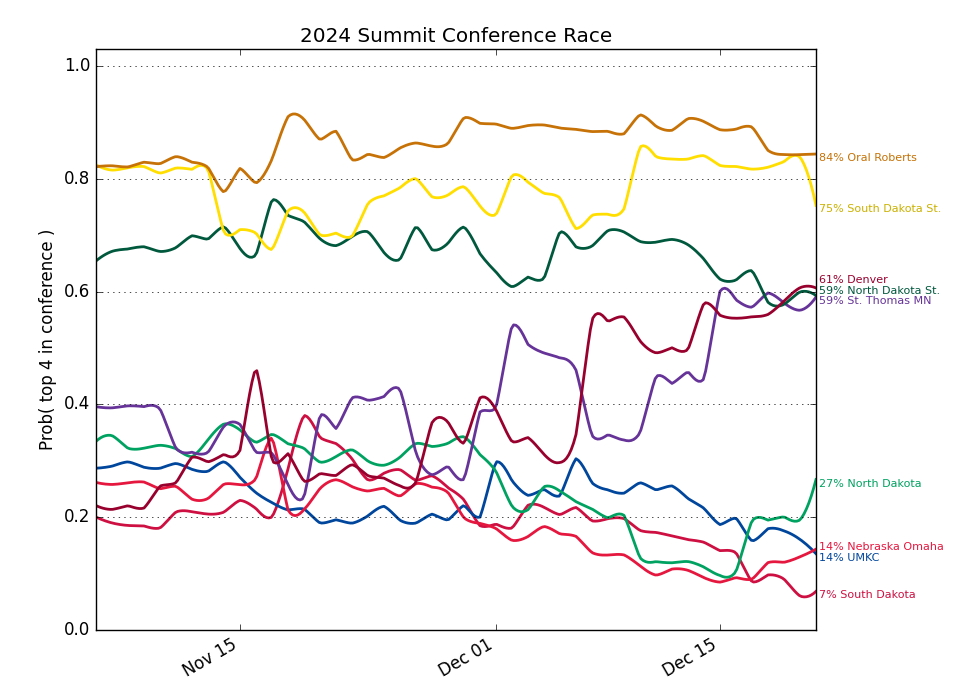 2024 Summit Conference Race
1.0
0.8
0.6
0.4
0.2
0.0
Prob( top 4 in conference )
Nov 15
Dec 01
Dec 15
84% Oral Roberts
75% South Dakota St.
61% Denver
59% North Dakota St.
59% St. Thomas MN
27% North Dakota
14% Nebraska Omaha
14% UMKC
7% South Dakota